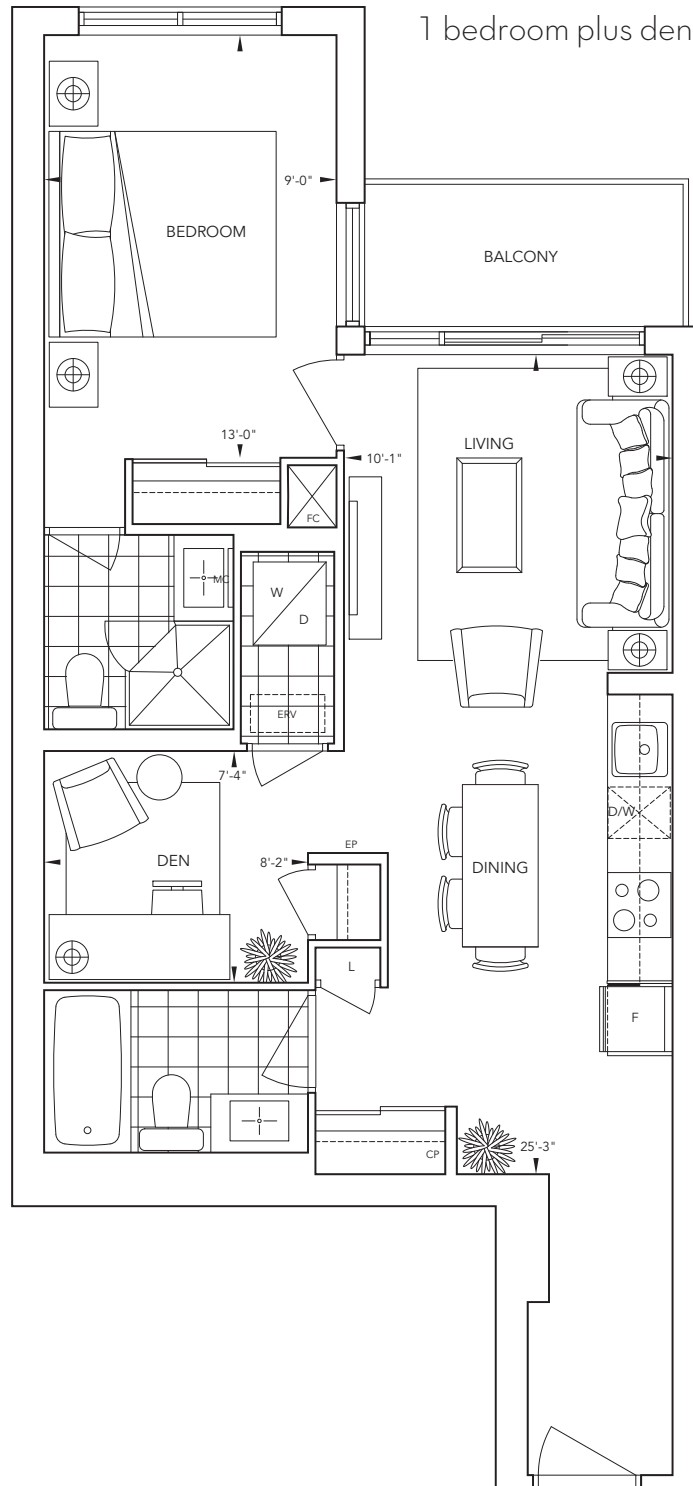 1 bedroom plus den
9'-0"
BEDROOM
BALCONY
13'-0"
LIVING
10'-1"
FC
MC
W
D
ERV
7'-4"
D/W
EP
DEN
8'-2"
DINING
L
F
25'-3"
CP